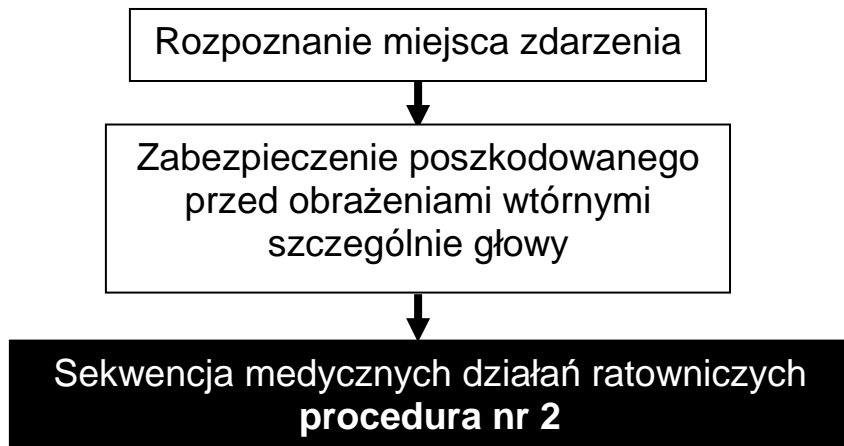 Rozpoznanie miejsca zdarzenia
Zabezpieczenie poszkodowanego
przed obrażeniami wtórnymi
szczególnie głowy
Sekwencja medycznych działań ratowniczych
procedura nr 2